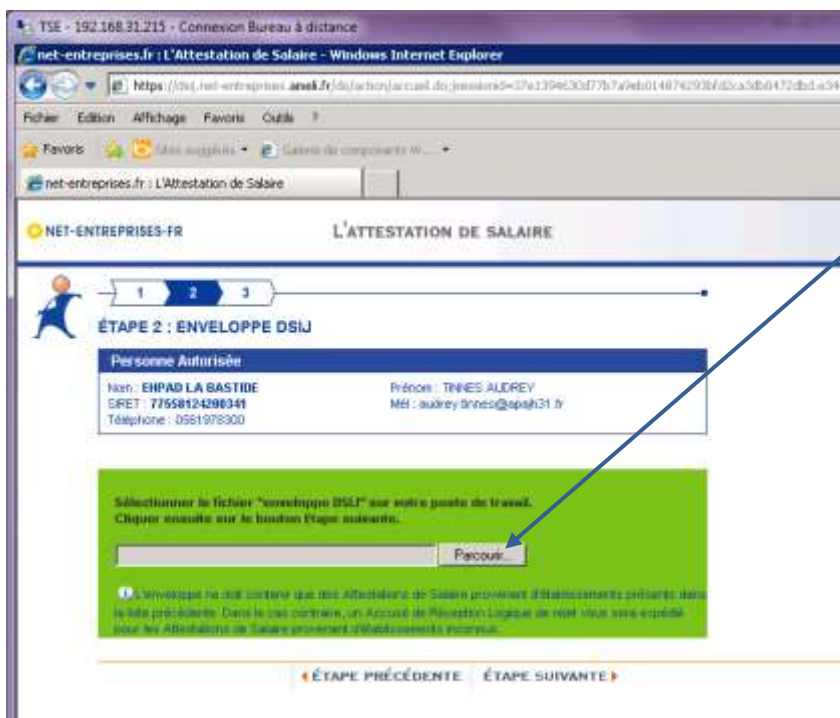 TSE - 192.168.31.215 - Connexion Bureau à distance
net-entreprises.fr : L'Attestation de Salaire - Windows Internet Explorer
Fichier Edition Affichage Favoris Outils ?
Favoris Sites suggérés Galerie de composants W...
net-entreprises.fr : L'Attestation de Salaire
NET-ENTREPRISES-FR L'ATTESTATION DE SALAIRE
1 2 3
ÉTAPE 2 : ENVELOPPE DSIJ
Personne Autorisée
Nom : EHPAD LA BASTIDE Prénom : TINNES AUDREY
SIRET : 77558124200341 Mél : audrey.tinnes@apajh31.fr
Téléphone : 0561978300
Sélectionner le fichier "enveloppe DSIJ" sur votre poste de travail.
Cliquer ensuite sur le bouton Etape suivante.
Parcourir...
L'enveloppe ne doit contenir que des Attestations de Salaire provenant d'établissements présents dans
la liste précédente. Dans le cas contraire, un Accusé de Réception Logique de rejet vous sera expédié
pour les Attestations de Salaire provenant d'établissements inconnus.
ÉTAPE PRÉCÉDENTE ÉTAPE SUIVANTE